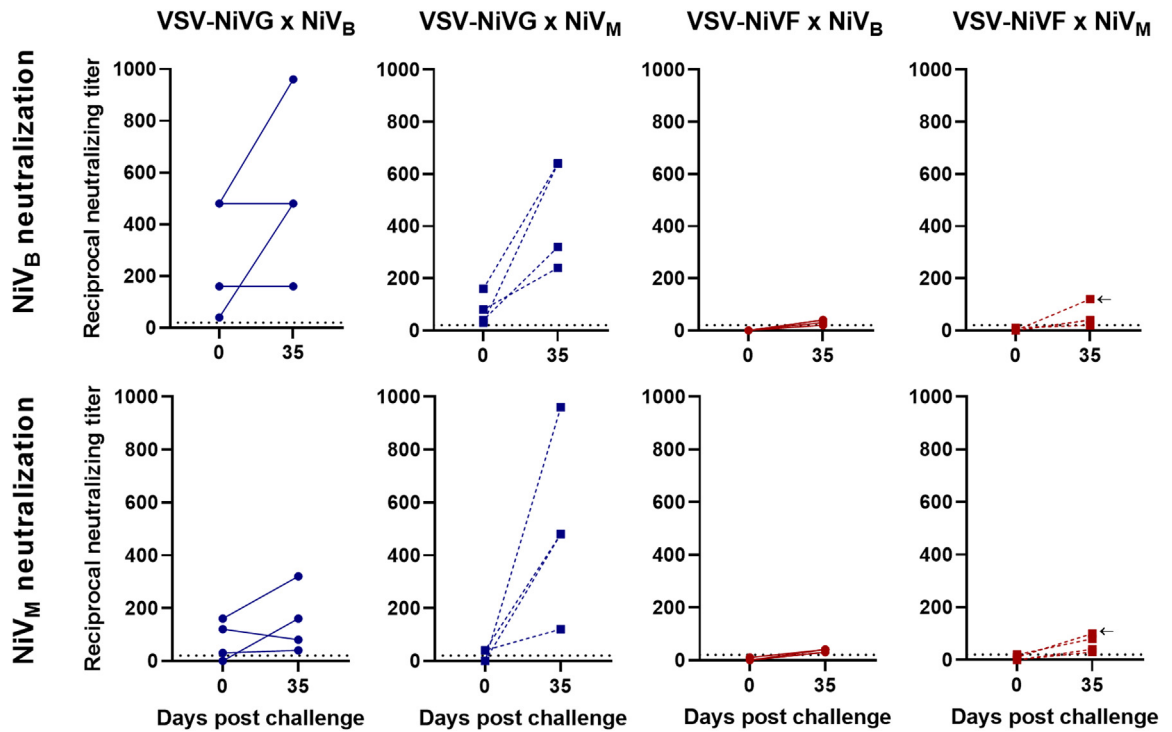 VSV-NiVG x NiVB VSV-NiVG x NiVM VSV-NiVF x NiVB VSV-NiVF x NiVM
NiVB neutralization
Reciprocal neutralizing titer
1000 1000 1000 1000
800 800 800 800
600 600 600 600
400 400 400 400
200 200 200 200
0 0 0 0
0 35 0 35 0 35 0 35
←
NiVM neutralization
Reciprocal neutralizing titer
1000 1000 1000 1000
800 800 800 800
600 600 600 600
400 400 400 400
200 200 200 200
0 0 0 0
0 35 0 35 0 35 0 35
←
Days post challenge Days post challenge Days post challenge Days post challenge